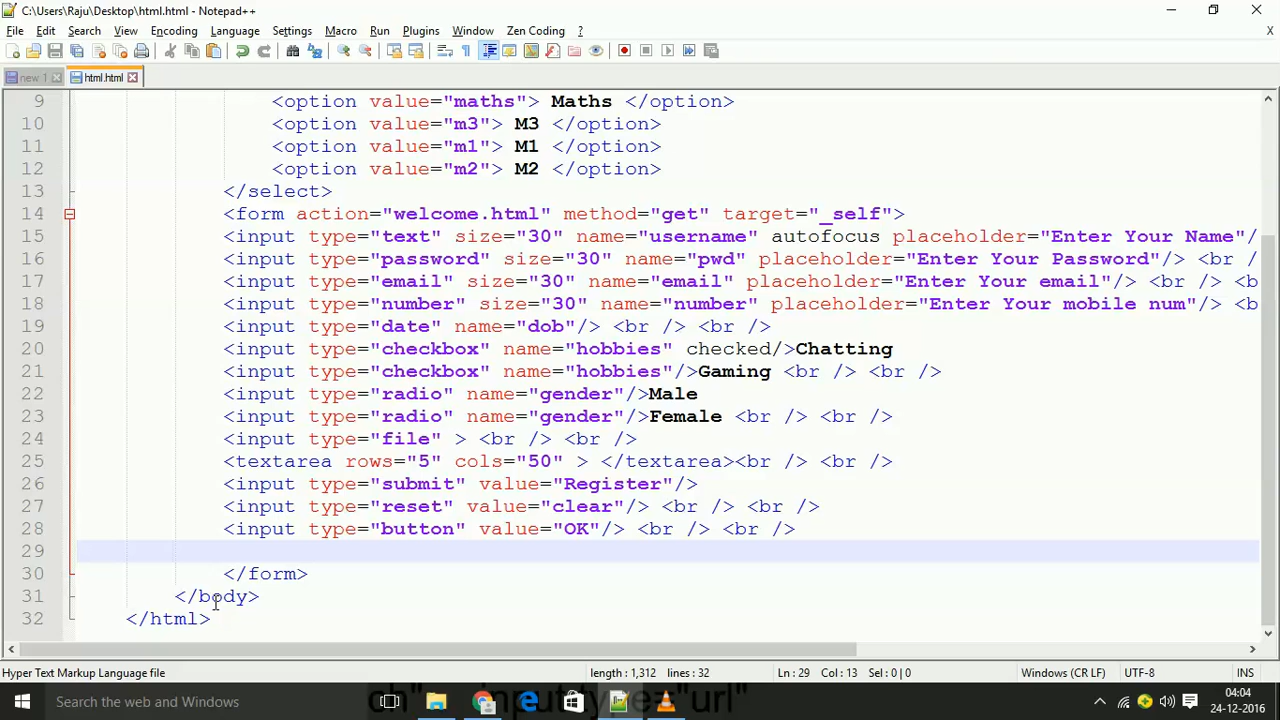 C:\Users\Raju\Desktop\html.html - Notepad++
File Edit Search View Encoding Language Settings Macro Run Plugins Window Zen Coding ? X
new 1 html.html
9 <option value="maths"> Maths </option>
10 <option value="m3"> M3 </option>
11 <option value="m1"> M1 </option>
12 <option value="m2"> M2 </option>
13 </select>
14 <form action="welcome.html" method="get" target="_self">
15 <input type="text" size="30" name="username" autofocus placeholder="Enter Your Name"/
16 <input type="password" size="30" name="pwd" placeholder="Enter Your Password"/> <br /
17 <input type="email" size="30" name="email" placeholder="Enter Your email"/> <br /> <b
18 <input type="number" size="30" name="number" placeholder="Enter Your mobile num"/> <b
19 <input type="date" name="dob"/> <br /> <br />
20 <input type="checkbox" name="hobbies" checked/>Chatting
21 <input type="checkbox" name="hobbies"/>Gaming <br /> <br />
22 <input type="radio" name="gender"/>Male
23 <input type="radio" name="gender"/>Female <br /> <br />
24 <input type="file" > <br /> <br />
25 <textarea rows="5" cols="50" > </textarea><br /> <br />
26 <input type="submit" value="Register"/>
27 <input type="reset" value="clear"/> <br /> <br />
28 <input type="button" value="OK"/> <br /> <br />
29
30 </form>
31 </body>
32 </html>
Hyper Text Markup Language file length : 1,312 lines : 32 Ln : 29 Col : 13 Sel : 0 | 0 Windows (CR LF) UTF-8 INS
Search the web and Windows
04:04
24-12-2016